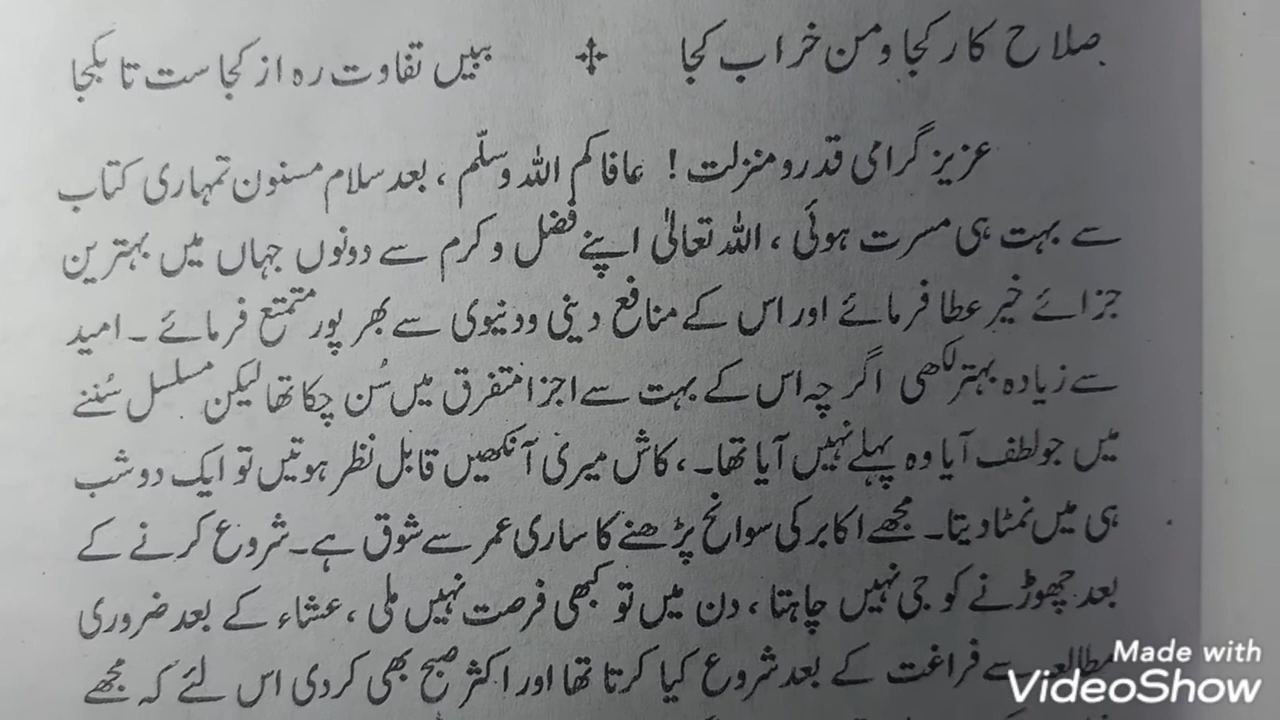 صلاح کار کجا و من خراب کجا ببیں تفاوت رہ از کجاست تا بکجا
عزیز گرامی قدر و منزلت ! عافاکم اللہ وسلّم ، بعد سلام مسنون تمہاری کتاب
سے بہت ہی مسرت ہوئی ، اللہ تعالیٰ اپنے فضل و کرم سے دونوں جہاں میں بہترین
جزائے خیر عطا فرمائے اور اس کے منافع دینی ودنیوی سے بھر پور متمتع فرمائے ۔ امید
سے زیادہ بہتر لکھی اگر چہ اس کے بہت سے اجزا متفرق میں سُن چکا تھا لیکن مسلسل سُننے
میں جو لطف آیا وہ پہلے نہیں آیا تھا۔ ، کاش میری آنکھیں قابل نظر ہوتیں تو ایک دو شب
ہی میں نمٹا دیتا۔ مجھے اکابر کی سوانح پڑھنے کا ساری عمر سے شوق ہے۔ شروع کرنے کے
بعد چھوڑنے کو جی نہیں چاہتا ، دن میں تو کبھی فرصت نہیں ملی ، عشاء کے بعد ضروری
مطالعہ سے فراغت کے بعد شروع کیا کرتا تھا اور اکثر صبح بھی کردی اس لئے کہ مجھے
Made with
VideoShow